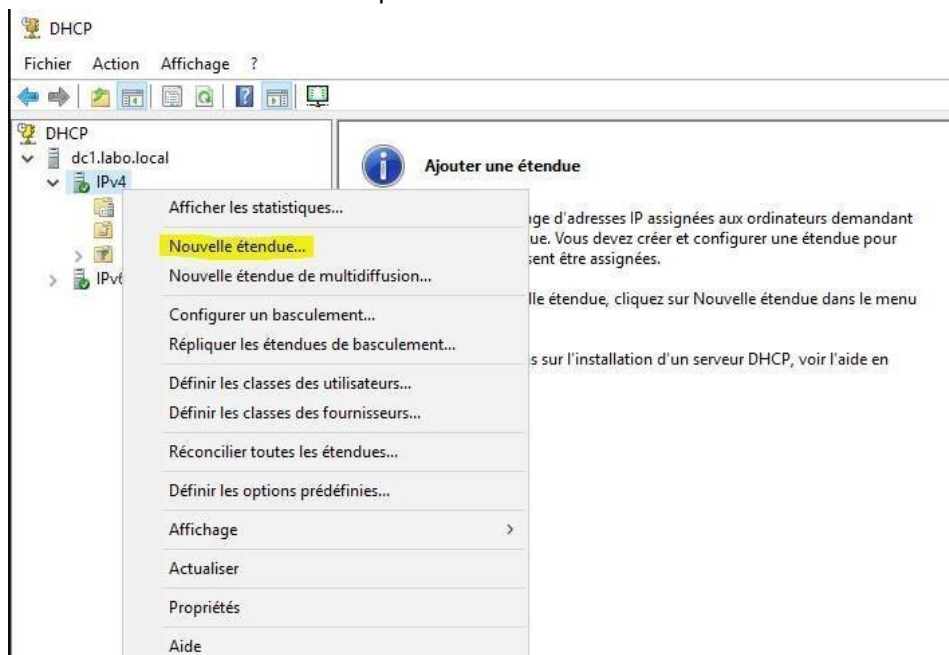 DHCP
Fichier Action Affichage ?
DHCP
dc1.labo.local
IPv4
IPv6
Ajouter une étendue
Afficher les statistiques...
Nouvelle étendue...
Nouvelle étendue de multidiffusion...
Configurer un basculement...
Répliquer les étendues de basculement...
Définir les classes des utilisateurs...
Définir les classes des fournisseurs...
Réconcilier toutes les étendues...
Définir les options prédéfinies...
Affichage
Actualiser
Propriétés
Aide
d'adresses IP assignées aux ordinateurs demandant
Vous devez créer et configurer une étendue pour
être assignées.
étendue, cliquez sur Nouvelle étendue dans le menu
sur l'installation d'un serveur DHCP, voir l'aide en